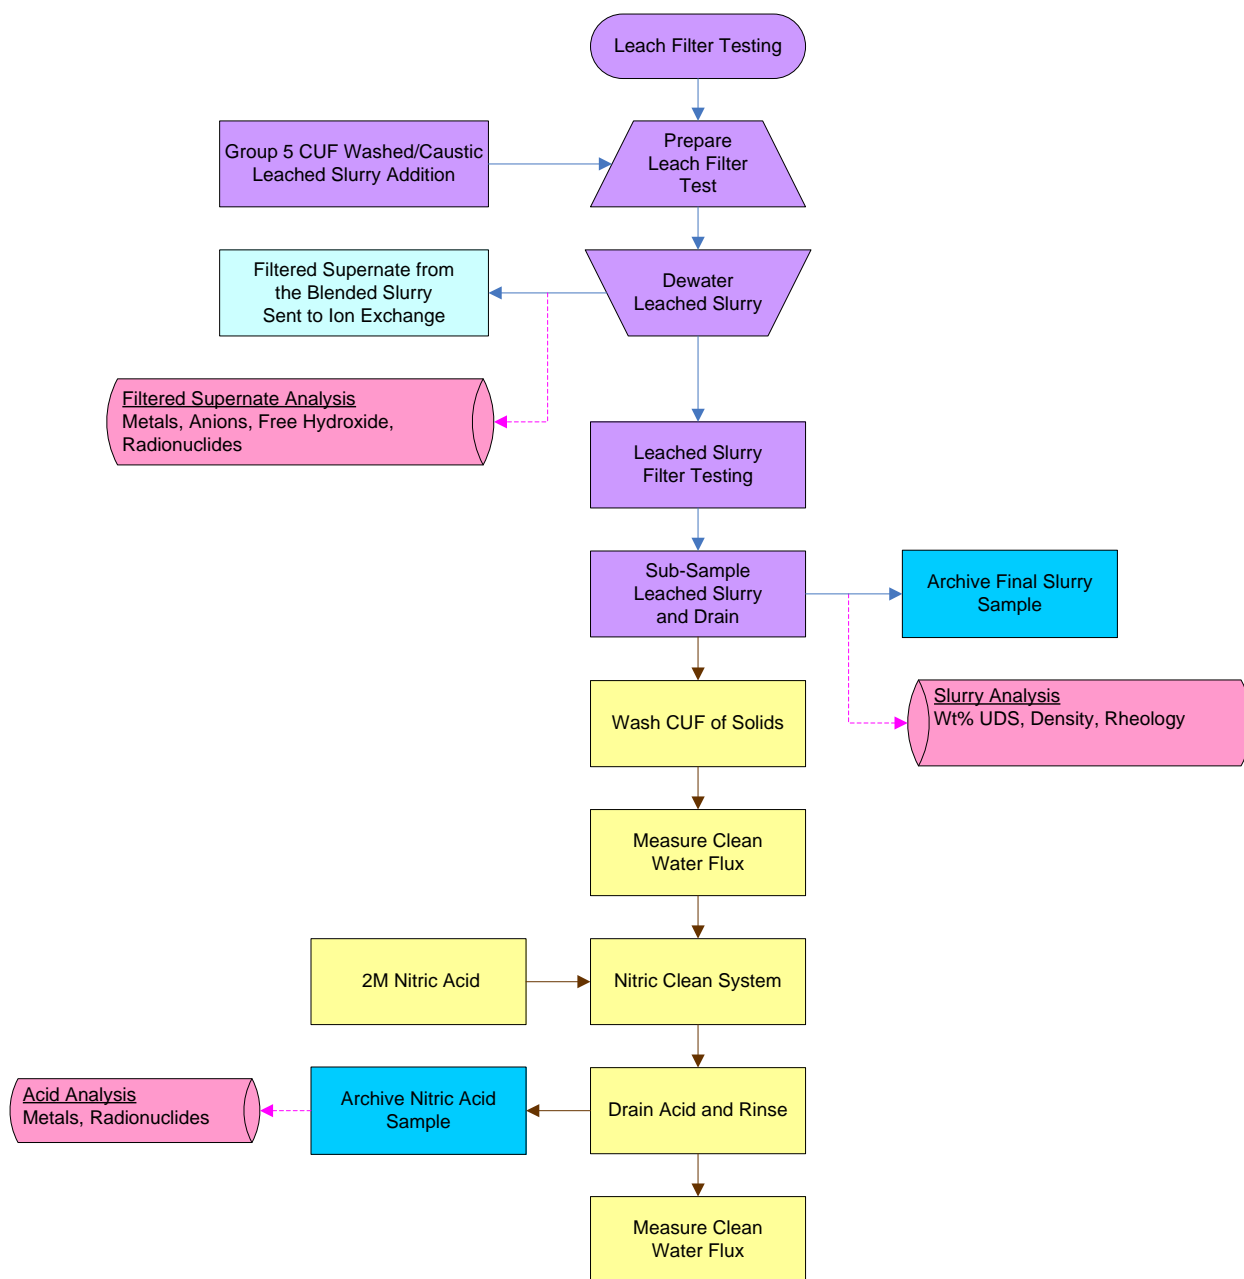 Leach Filter Testing
Group 5 CUF Washed/Caustic
Leached Slurry Addition
Prepare
Leach Filter
Test
Filtered Supernate from
the Blended Slurry
Sent to Ion Exchange
Dewater
Leached Slurry
Filtered Supernate Analysis
Metals, Anions, Free Hydroxide,
Radionuclides
Leached Slurry
Filter Testing
Sub-Sample
Leached Slurry
and Drain
Archive Final Slurry
Sample
Slurry Analysis
Wt% UDS, Density, Rheology
Wash CUF of Solids
Measure Clean
Water Flux
2M Nitric Acid
Nitric Clean System
Acid Analysis
Metals, Radionuclides
Archive Nitric Acid
Sample
Drain Acid and Rinse
Measure Clean
Water Flux